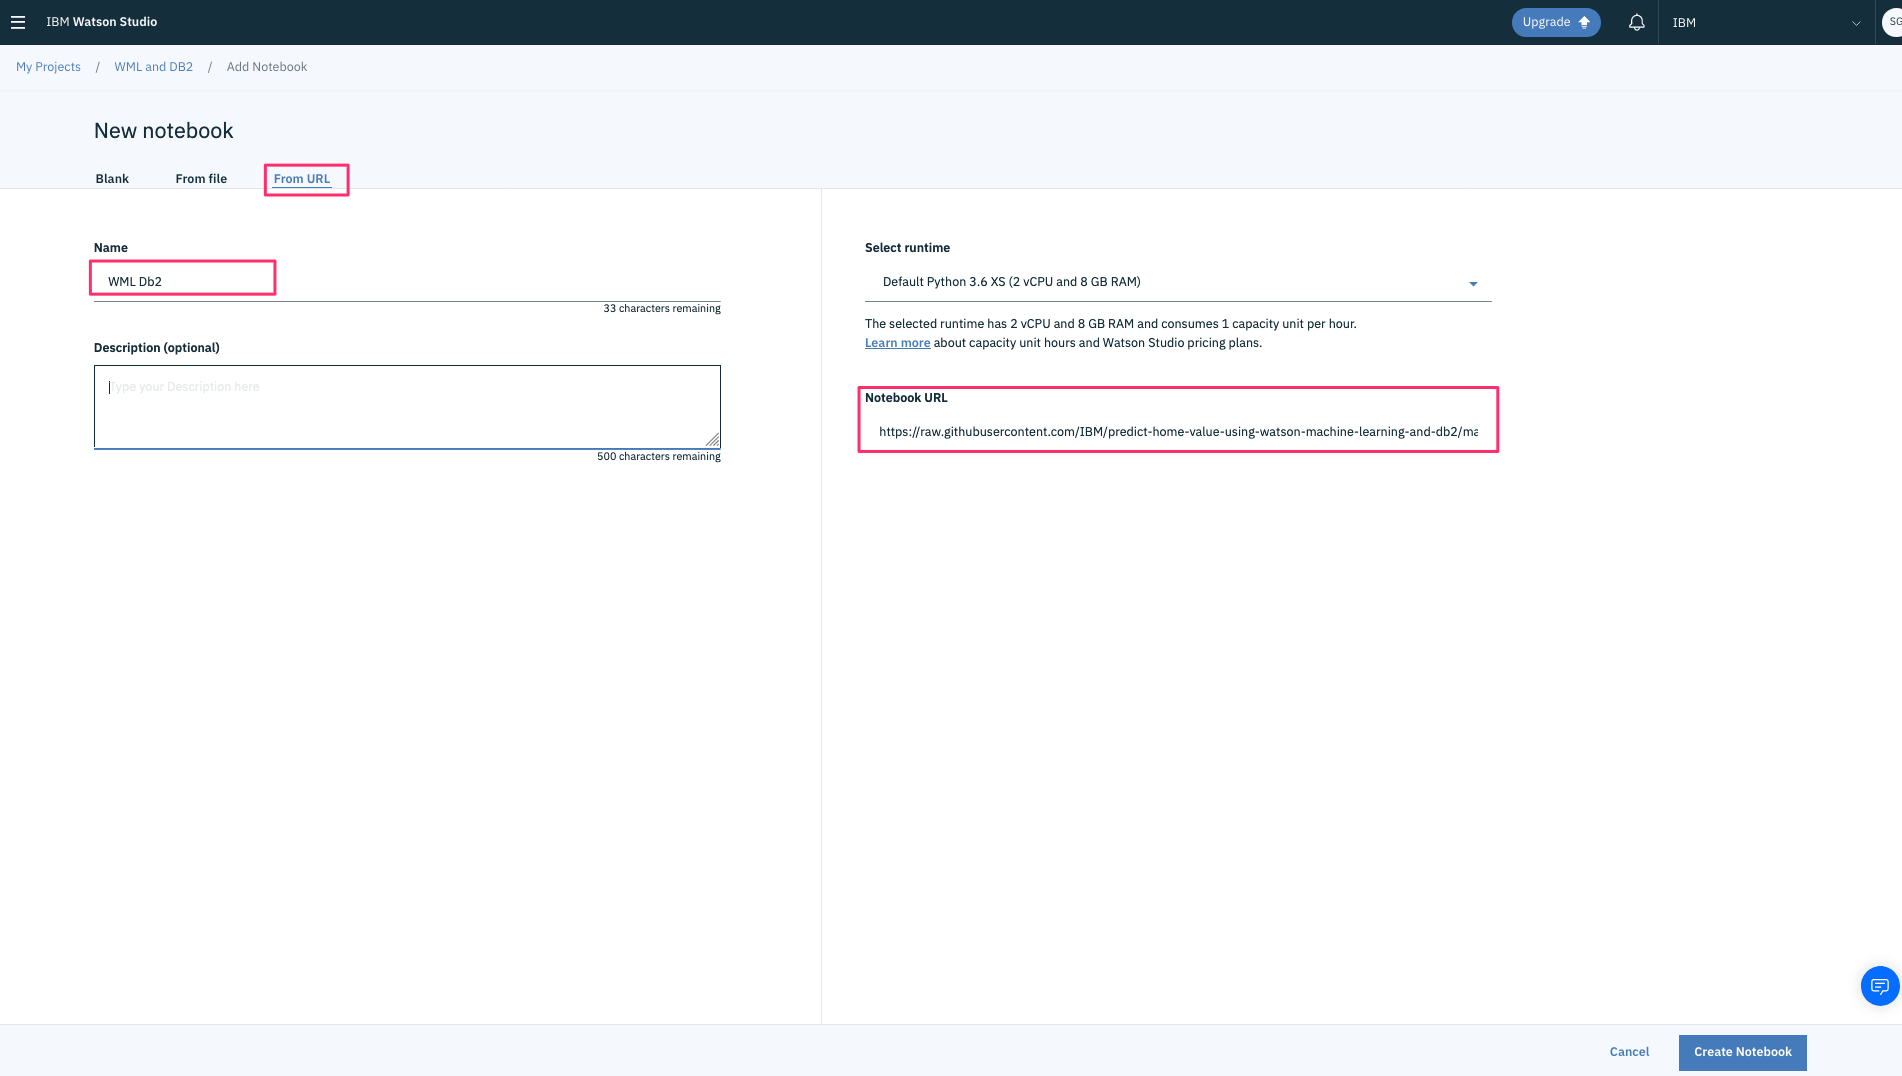 IBM Watson Studio
Upgrade
IBM
SG
My Projects / WML and DB2 / Add Notebook
New notebook
Blank From file From URL
Name
WML Db2
33 characters remaining
Description (optional)
Type your Description here
500 characters remaining
Select runtime
Default Python 3.6 XS (2 vCPU and 8 GB RAM)
The selected runtime has 2 vCPU and 8 GB RAM and consumes 1 capacity unit per hour.
Learn more about capacity unit hours and Watson Studio pricing plans.
Notebook URL
https://raw.githubusercontent.com/IBM/predict-home-value-using-watson-machine-learning-and-db2/ma
Cancel Create Notebook